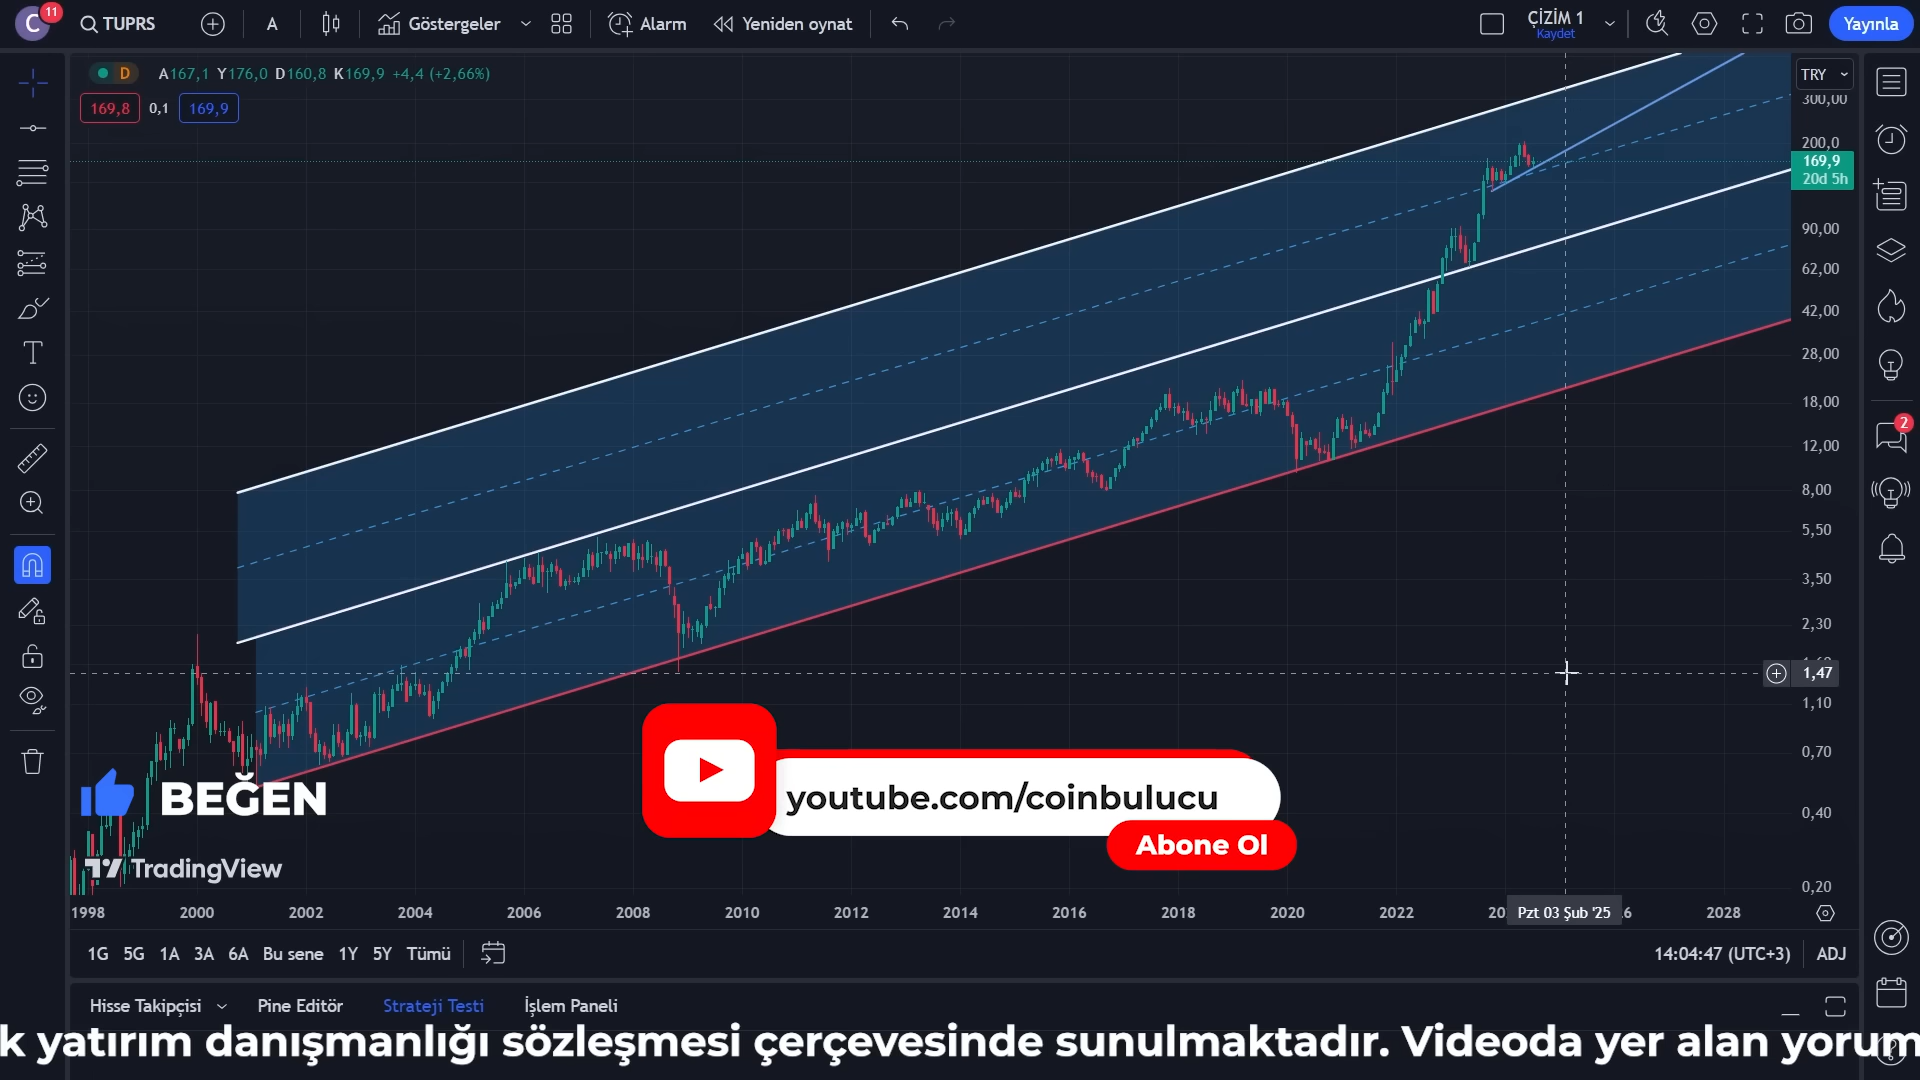 C 11 TUPRS A Göstergeler Alarm Yeniden oynat ÇİZİM 1 Kaydet Yayınla
D A167,1 Y176,0 D160,8 K169,9 +4,4 (+2,66%) TRY
169,8 0,1 169,9
300,00
200,0
169,9
20d 5h
90,00
62,00
42,00
28,00
18,00
12,00
2
8,00
5,50
3,50
2,30
1,47
1,10
0,70
0,40
0,20
BEĞEN
youtube.com/coinbulucu
Abone Ol
TradingView
1998 2000 2002 2004 2006 2008 2010 2012 2014 2016 2018 2020 2022 Pzt 03 Şub '25 2028
1G 5G 1A 3A 6A Bu sene 1Y 5Y Tümü 14:04:47 (UTC+3) ADJ
Hisse Takipçisi Pine Editör Strateji Testi İşlem Paneli
k yatırım danışmanlığı sözleşmesi çerçevesinde sunulmaktadır. Videoda yer alan yorum